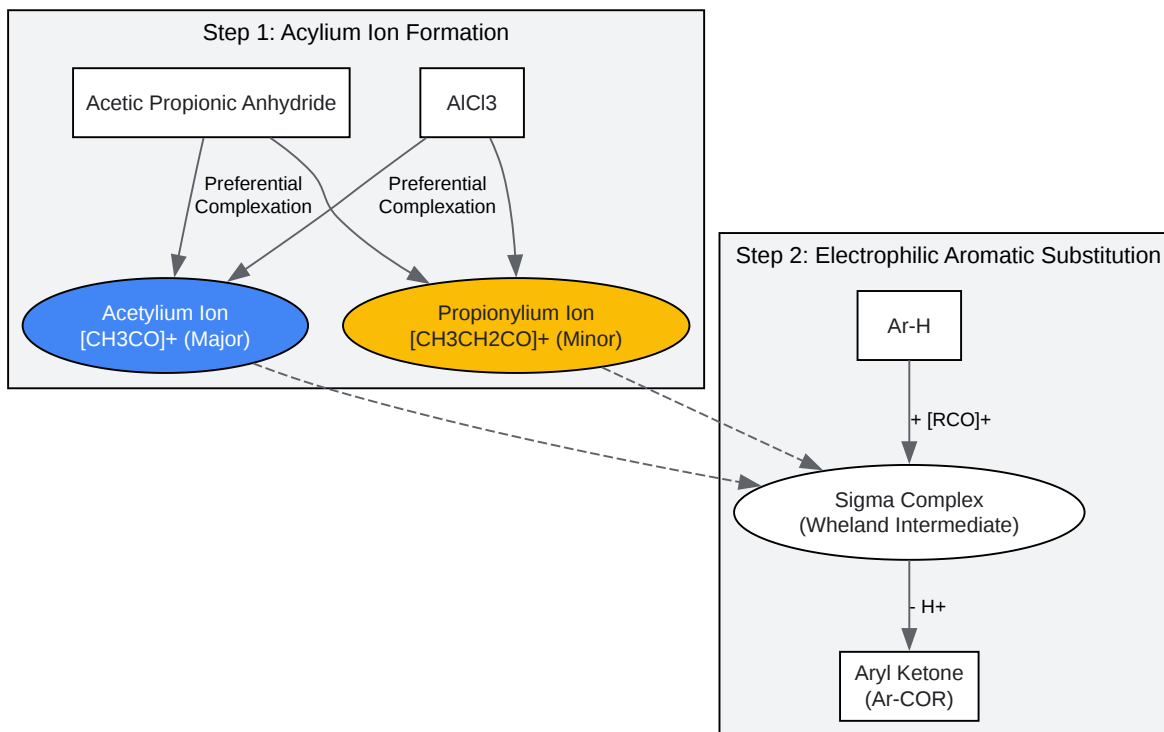 Step 1: Acylium Ion Formation
Acetic Propionic Anhydride
AlCl3
Preferential
Complexation
Preferential
Complexation
Acetylium Ion
[CH3CO]+ (Major)
Propionylium Ion
[CH3CH2CO]+ (Minor)
Step 2: Electrophilic Aromatic Substitution
Ar-H
+ [RCO]+
Sigma Complex
(Wheland Intermediate)
- H+
Aryl Ketone
(Ar-COR)